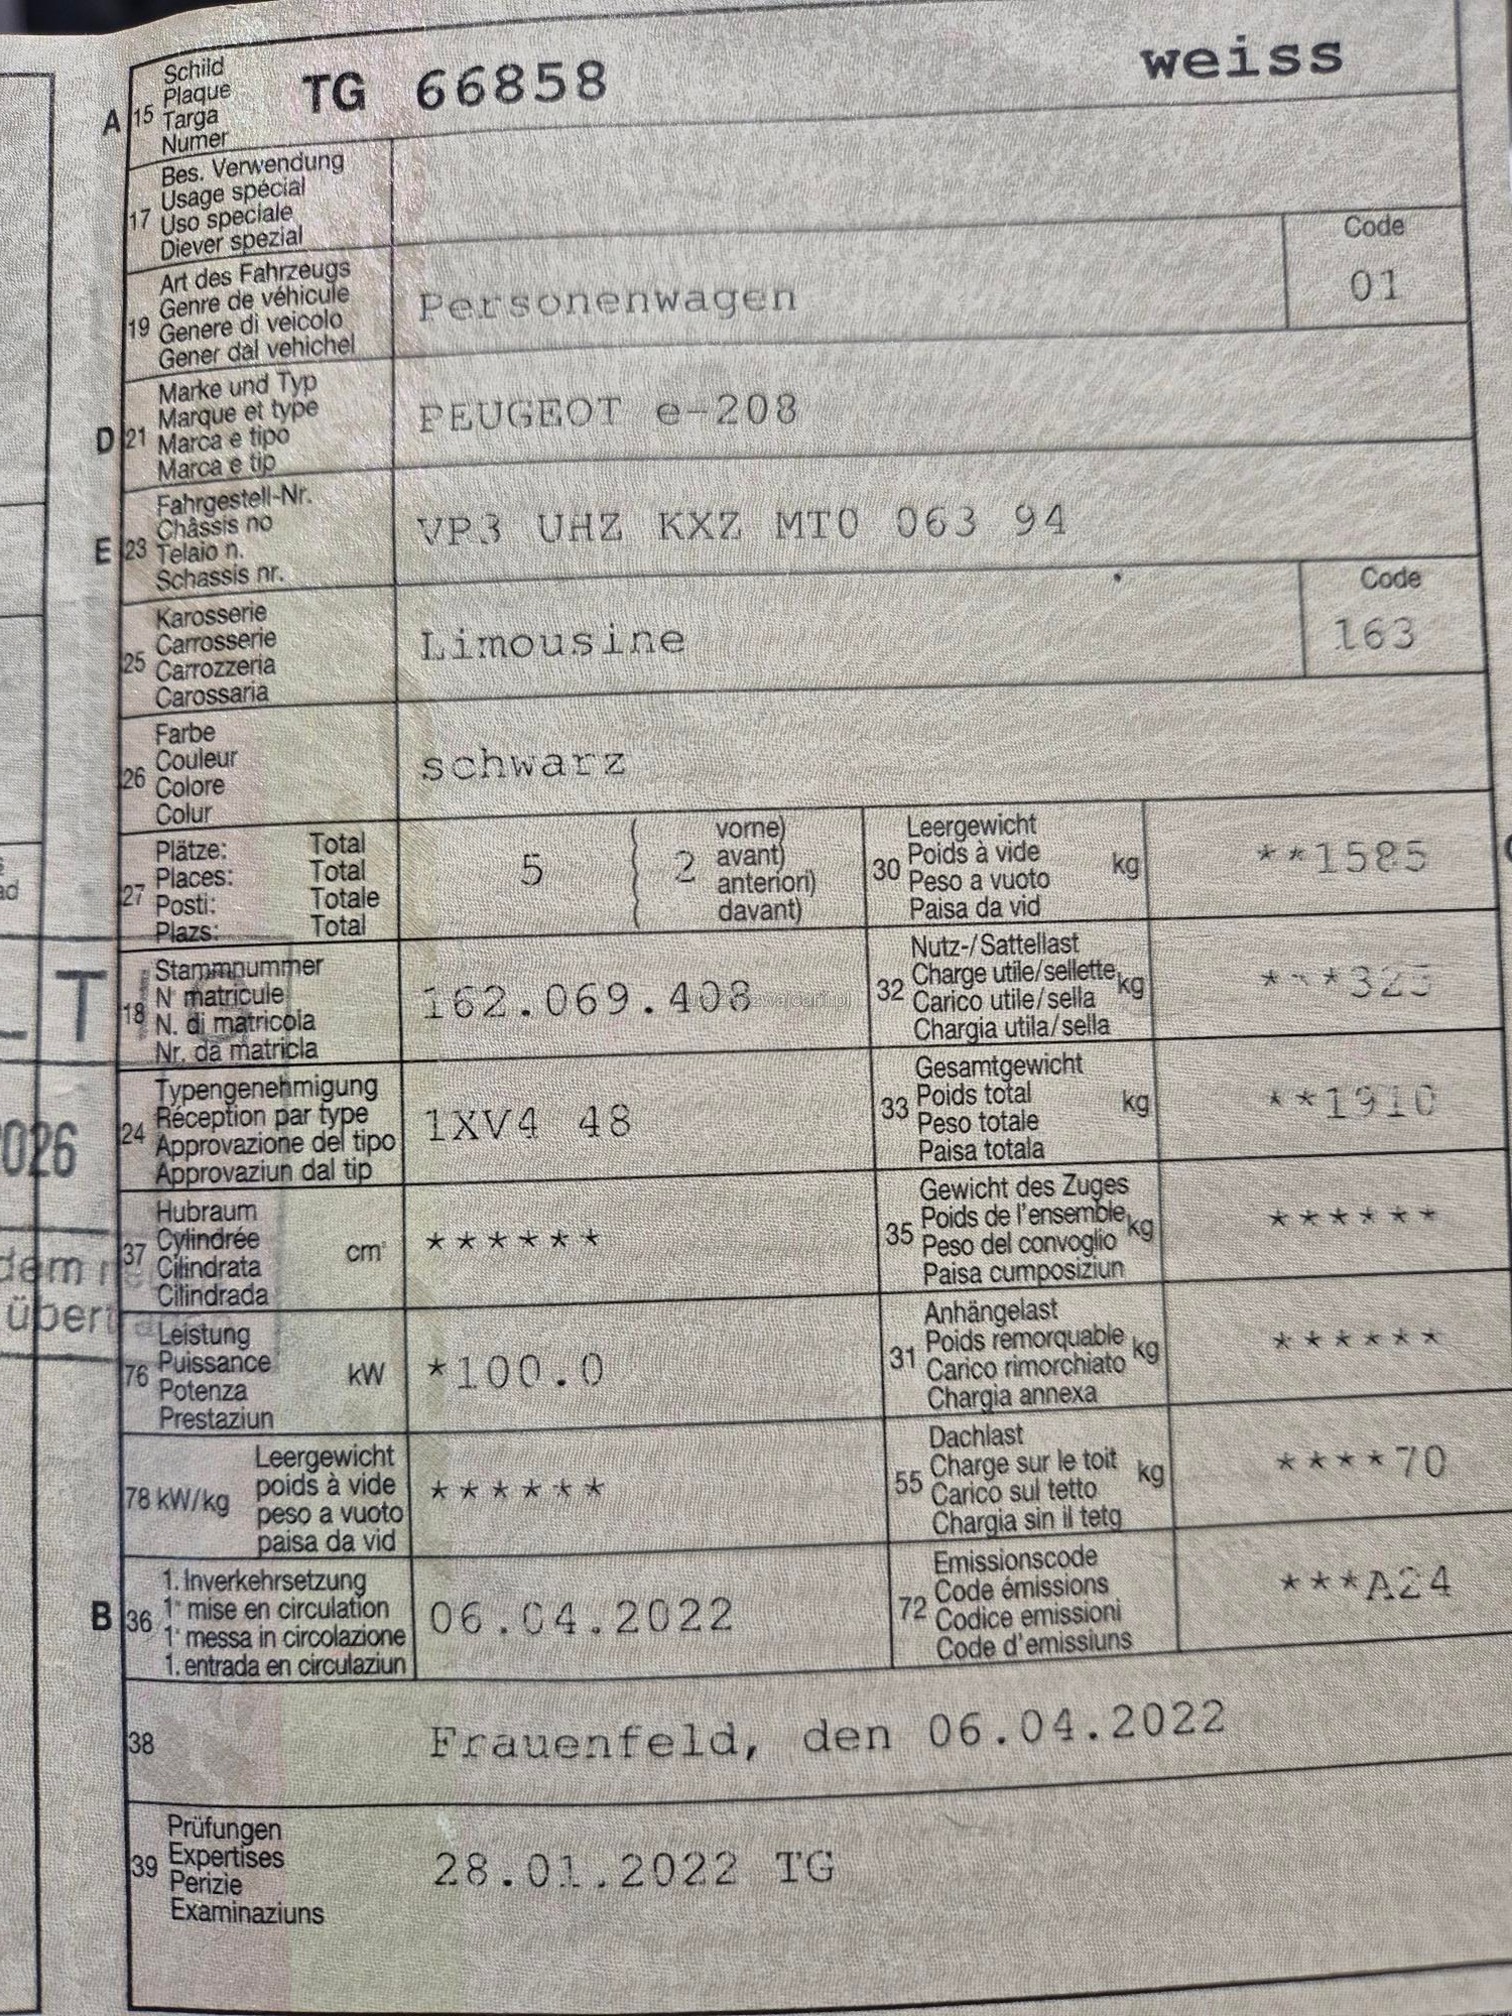 A 15 Schild
Plaque
Targa
Numer
TG 66858 weiss
17 Bes. Verwendung
Usage spécial
Uso speciale
Diever spezial
19 Art des Fahrzeugs
Genre de véhicule
Genere di veicolo
Gener dal vehichel
Personenwagen
Code
01
D 21 Marke und Typ
Marque et type
Marca e tipo
Marca e tip
PEUGEOT e-208
E 23 Fahrgestell-Nr.
Châssis no
Telaio n.
Schassis nr.
VP3 UHZ KXZ MT0 063 94
25 Karosserie
Carrosserie
Carrozzeria
Carossaria
Limousine
Code
163
26 Farbe
Couleur
Colore
Colur
schwarz
27 Plätze: Total
Places: Total
Posti: Totale
Plazs: Total
5 ( 2 vorne)
avant)
anteriori)
davant)
30 Leergewicht
Poids à vide kg
Peso a vuoto
Paisa da vid
**1585
18 Stammnummer
N° matricule
N. di matricola
Nr. da matricla
162.069.408
32 Nutz-/Sattellast
Charge utile/sellette kg
Carico utile/sella
Chargia utila/sella
***325
24 Typengenehmigung
Réception par type
Approvazione del tipo
Approvaziun dal tip
1XV4 48
33 Gesamtgewicht
Poids total kg
Peso totale
Paisa totala
**1910
37 Hubraum
Cylindrée cm³
Cilindrata
Cilindrada
******
35 Gewicht des Zuges
Poids de l'ensemble kg
Peso del convoglio
Paisa cumposiziun
******
76 Leistung
Puissance kW
Potenza
Prestaziun
*100.0
31 Anhängelast
Poids remorquable kg
Carico rimorchiato
Chargia annexa
******
78 kW/kg Leergewicht
poids à vide
peso a vuoto
paisa da vid
******
55 Dachlast
Charge sur le toit kg
Carico sul tetto
Chargia sin il tetg
****70
B 36 1. Inverkehrsetzung
1° mise en circulation
1° messa in circolazione
1. entrada en circulaziun
06.04.2022
72 Emissionscode
Code émissions
Codice emissioni
Code d'emissiuns
***A24
38 Frauenfeld, den 06.04.2022
39 Prüfungen
Expertises
Perizie
Examinaziuns
28.01.2022 TG
T
026
dem
übert